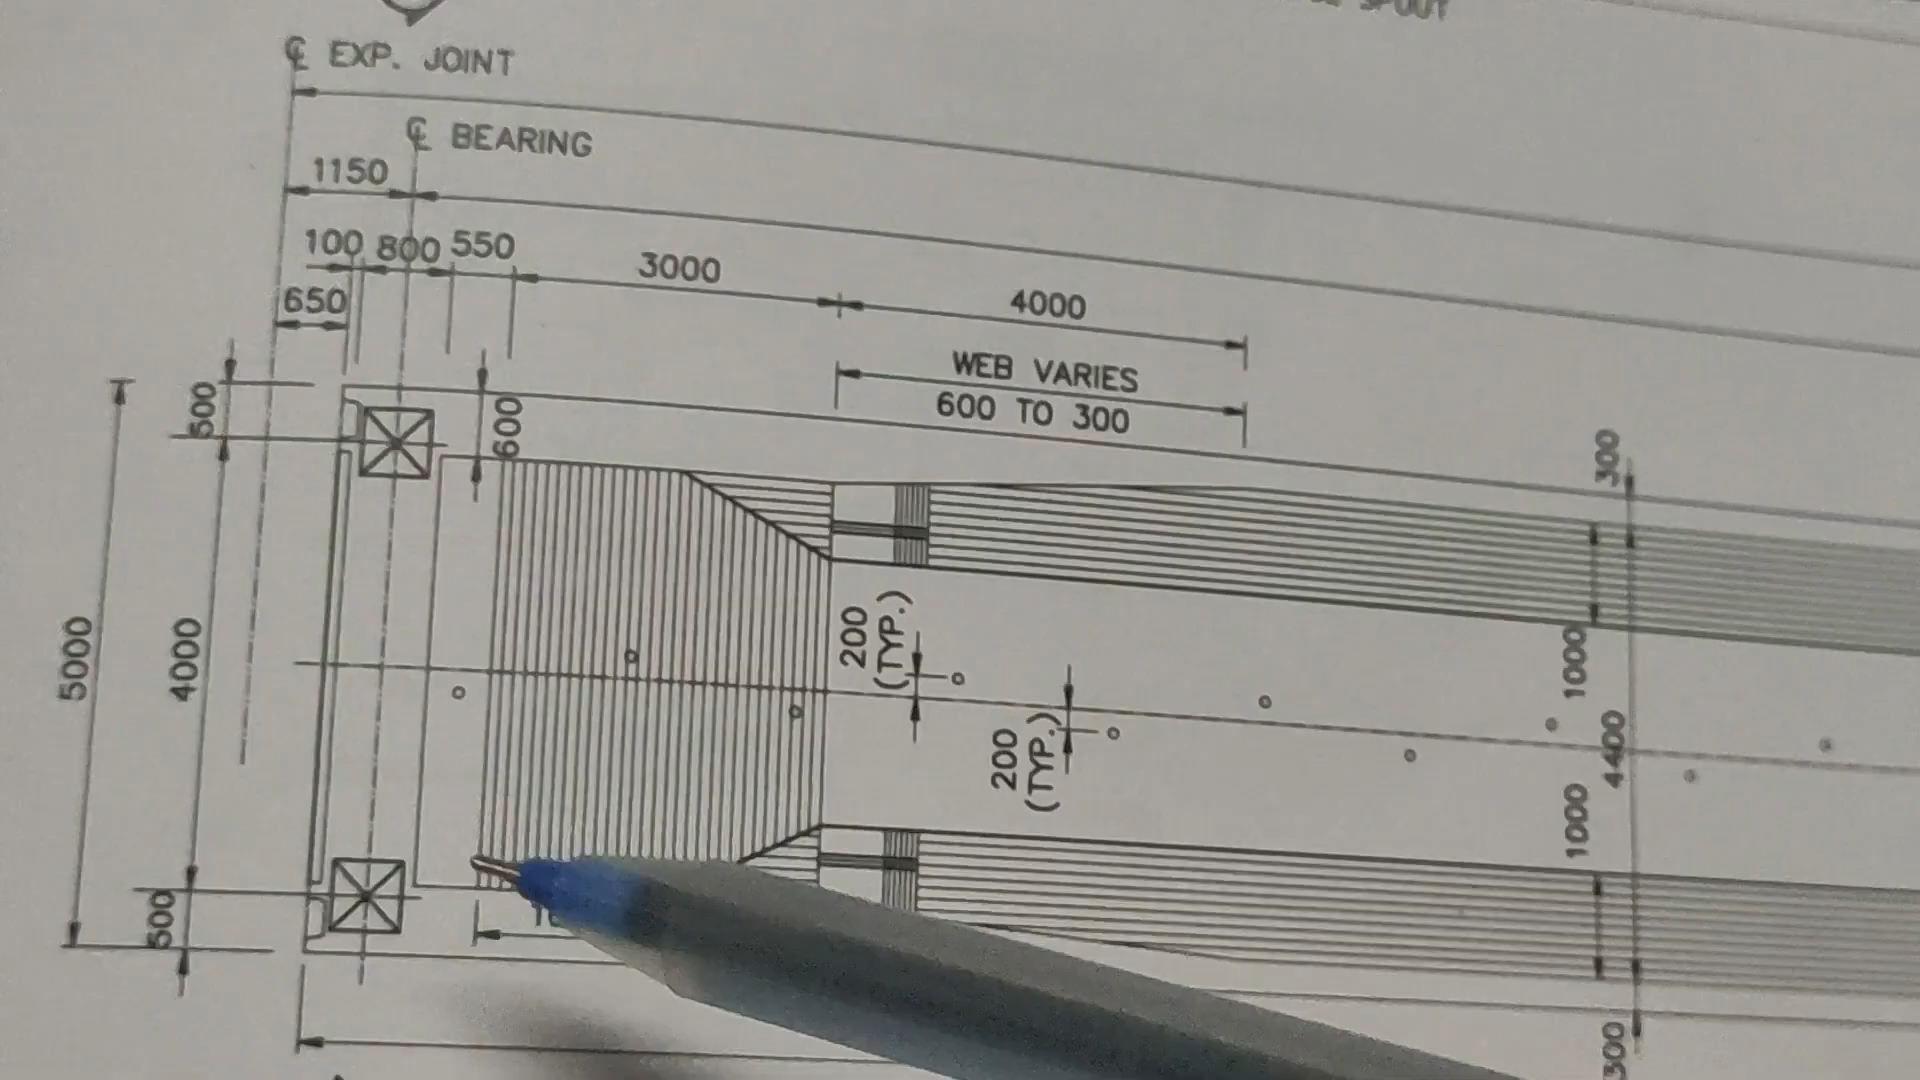 SPOUT
℄ EXP. JOINT
℄ BEARING
1150
100 800 550
3000
4000
650
WEB VARIES
600 TO 300
500
600
300
5000
4000
200
(TYP.)
200
(TYP.)
1000
4400
1000
500
300